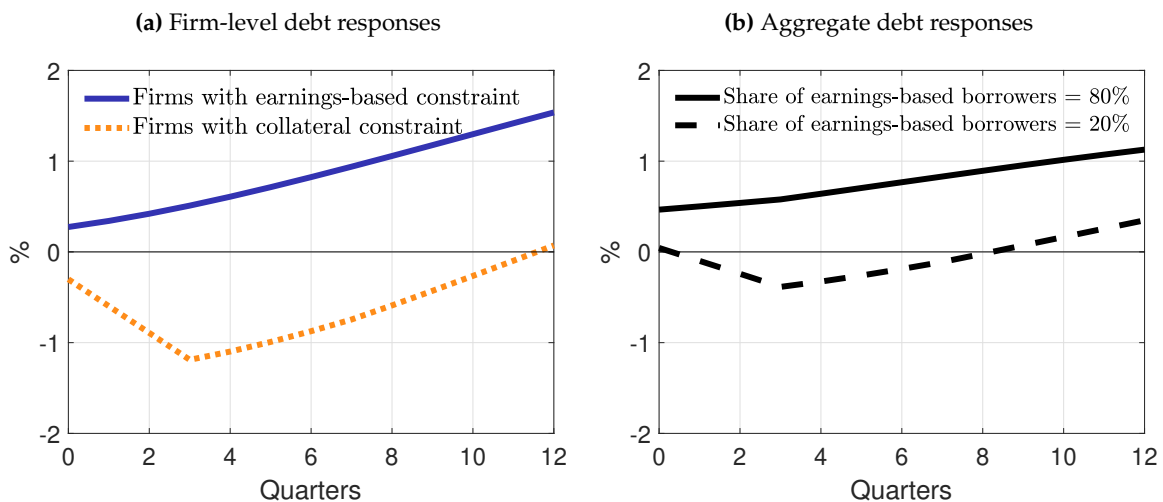 (a) Firm-level debt responses
2
1
0
-1
-2
%
Firms with earnings-based constraint
Firms with collateral constraint
0 2 4 6 8 10 12
Quarters
(b) Aggregate debt responses
2
1
0
-1
-2
%
Share of earnings-based borrowers = 80%
Share of earnings-based borrowers = 20%
0 2 4 6 8 10 12
Quarters